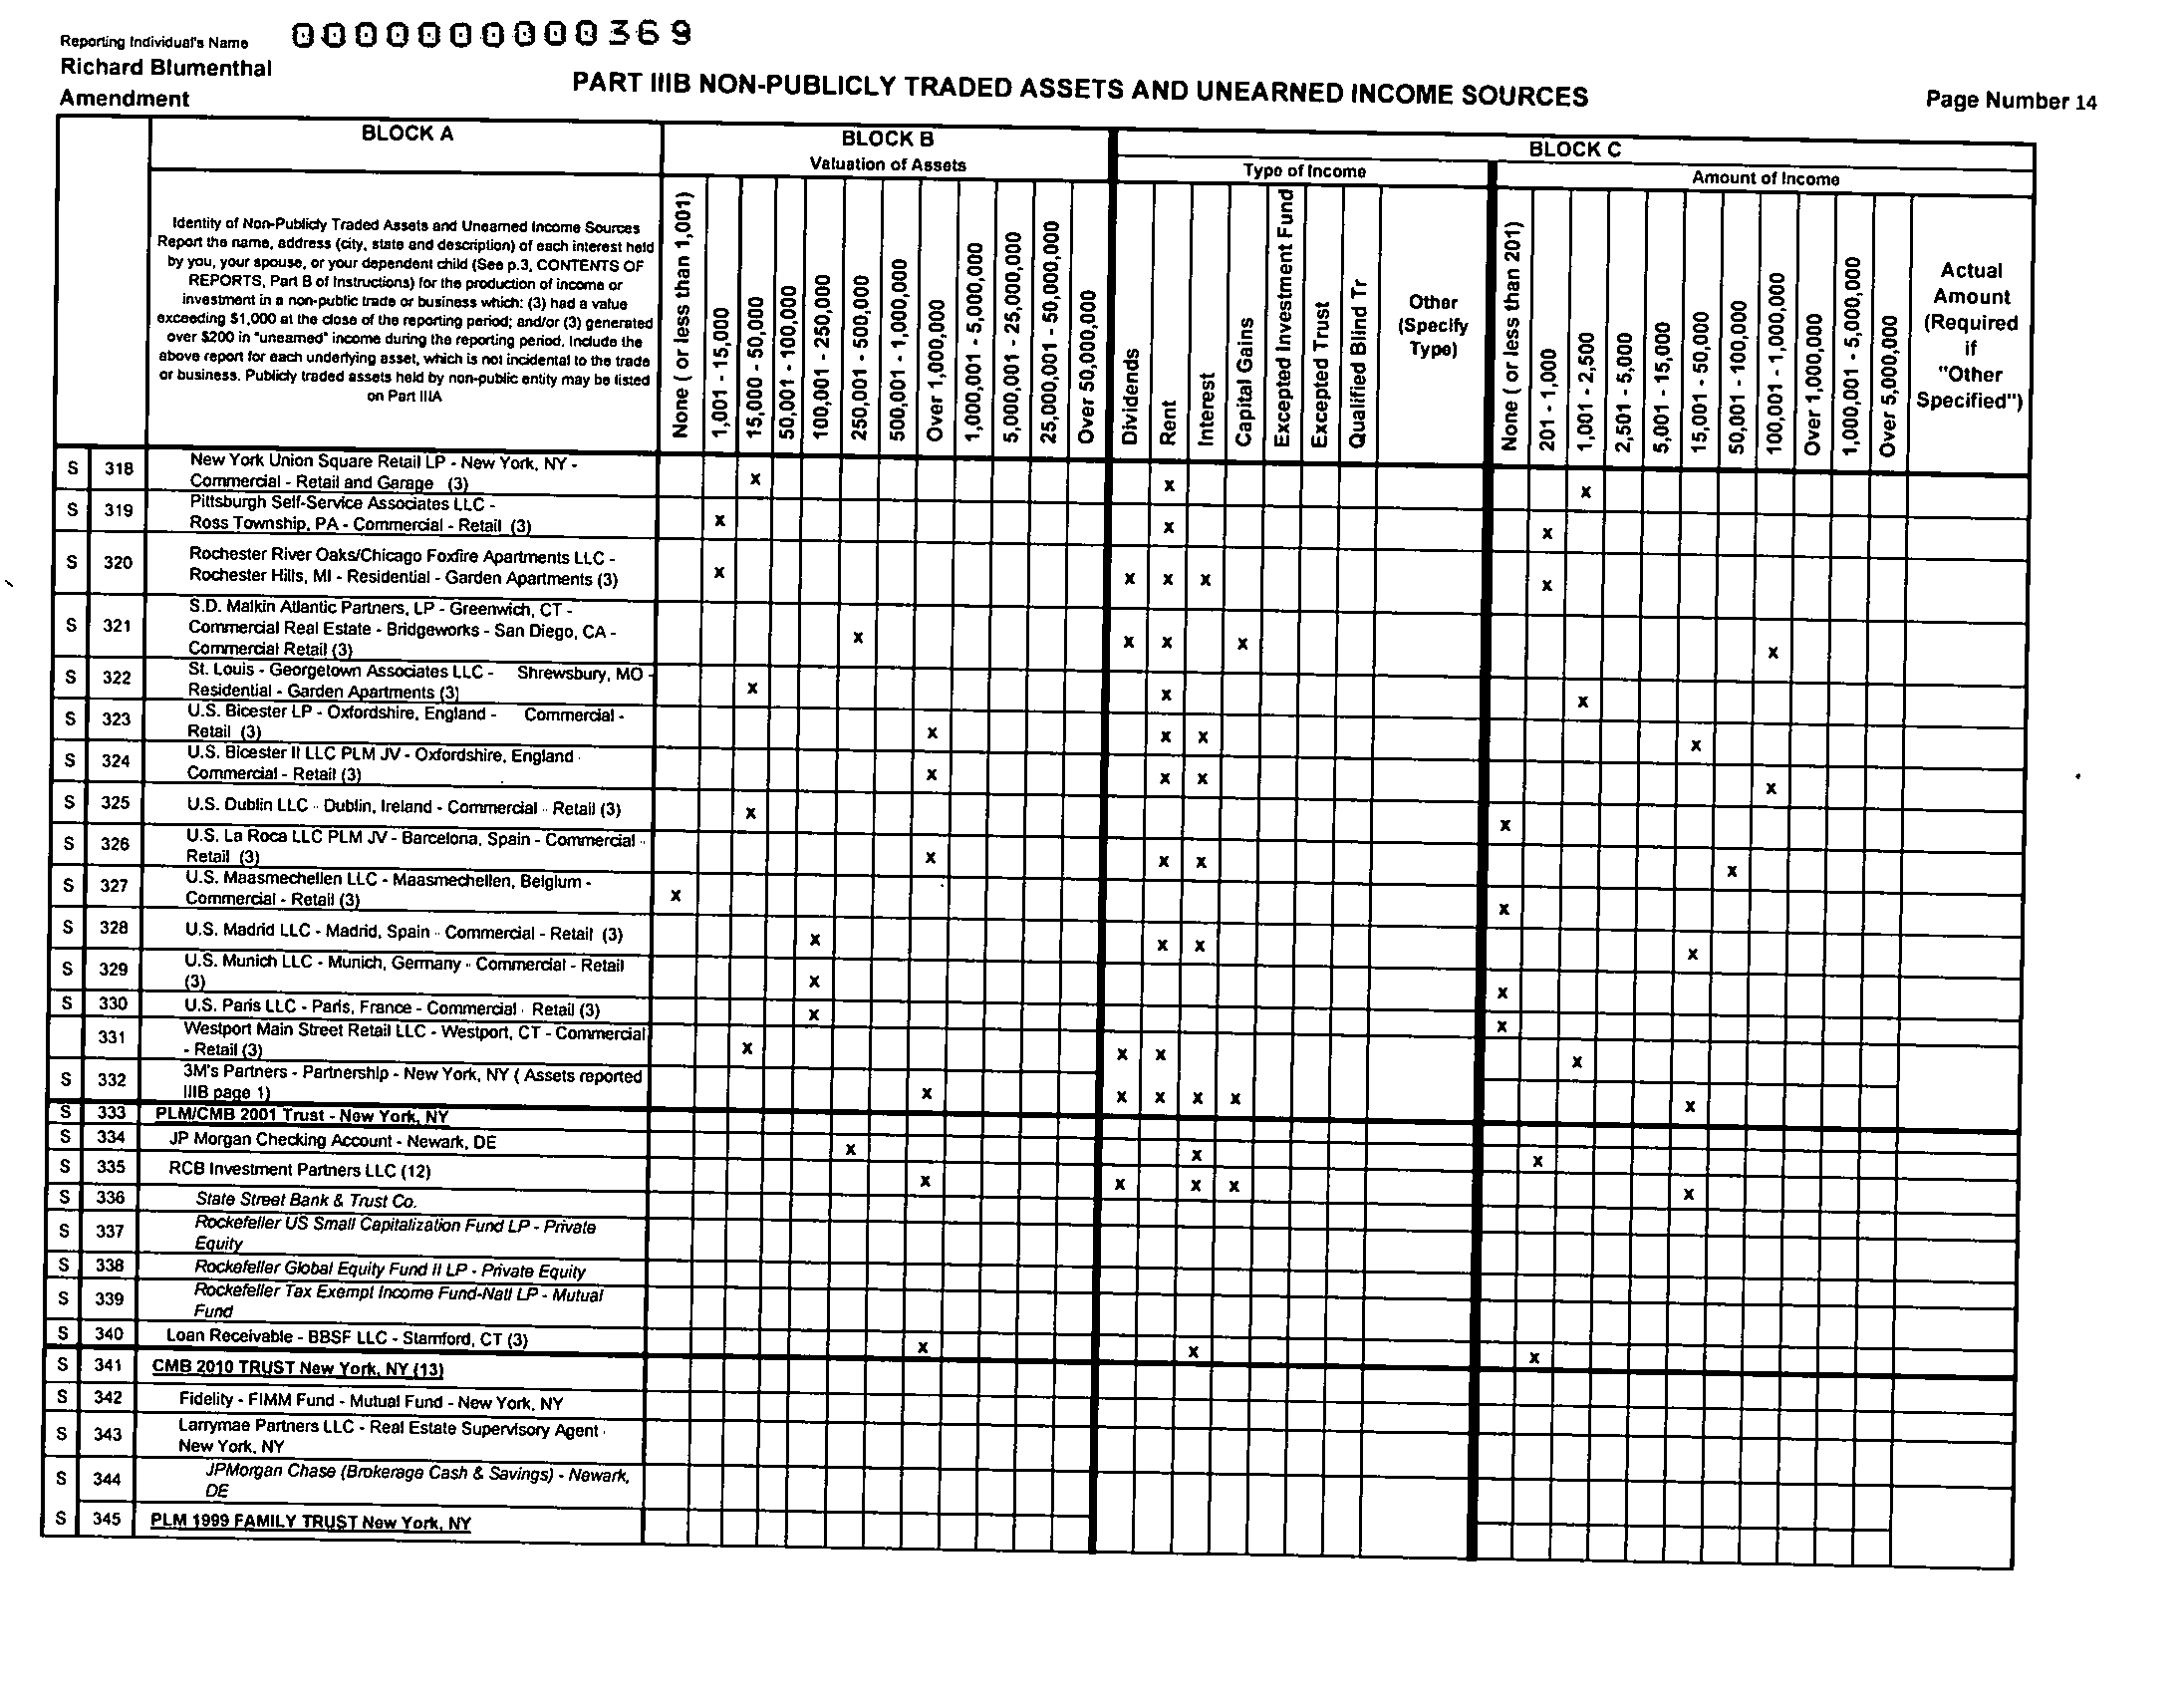 Reporting Individual's Name
0000000000369
Richard Blumenthal
Amendment
PART IIIB NON-PUBLICLY TRADED ASSETS AND UNEARNED INCOME SOURCES
Page Number 14
BLOCK A
BLOCK B
Valuation of Assets
BLOCK C
Type of Income
Amount of Income
Identity of Non-Publicly Traded Assets and Unearned Income Sources
Report the name, address (city, state and description) of each interest held
by you, your spouse, or your dependent child (See p.3, CONTENTS OF
REPORTS, Part B of Instructions) for the production of income or
investment in a non-public trade or business which: (3) had a value
exceeding $1,000 at the close of the reporting period; and/or (3) generated
over $200 in "unearned" income during the reporting period. Include the
above report for each underlying asset, which is not incidental to the trade
or business. Publicly traded assets held by non-public entity may be listed
on Part IIIA
None ( or less than 1,001)
1,001 - 15,000
15,000 - 50,000
50,001 - 100,000
100,001 - 250,000
250,001 - 500,000
500,001 - 1,000,000
Over 1,000,000
1,000,001 - 5,000,000
5,000,001 - 25,000,000
25,000,001 - 50,000,000
Over 50,000,000
Dividends
Rent
Interest
Capital Gains
Excepted Investment Fund
Excepted Trust
Qualified Blind Tr
Other
(Specify
Type)
None ( or less than 201)
201 - 1,000
1,001 - 2,500
2,501 - 5,000
5,001 - 15,000
15,001 - 50,000
50,001 - 100,000
100,001 - 1,000,000
Over 1,000,000
1,000,001 - 5,000,000
Over 5,000,000
Actual
Amount
(Required
if
"Other
Specified")
S 318 New York Union Square Retail LP - New York, NY -
Commercial - Retail and Garage (3) x x x
S 319 Pittsburgh Self-Service Associates LLC -
Ross Township, PA - Commercial - Retail (3) x x x
S 320 Rochester River Oaks/Chicago Foxfire Apartments LLC -
Rochester Hills, MI - Residential - Garden Apartments (3) x x x x x
S 321 S.D. Malkin Atlantic Partners, LP - Greenwich, CT -
Commercial Real Estate - Bridgeworks - San Diego, CA -
Commercial Retail (3) x x x x x
S 322 St. Louis - Georgetown Associates LLC - Shrewsbury, MO -
Residential - Garden Apartments (3) x x x
S 323 U.S. Bicester LP - Oxfordshire, England - Commercial -
Retail (3) x x x x
S 324 U.S. Bicester II LLC PLM JV - Oxfordshire, England -
Commercial - Retail (3) x x x x
S 325 U.S. Dublin LLC - Dublin, Ireland - Commercial - Retail (3) x x
S 326 U.S. La Roca LLC PLM JV - Barcelona, Spain - Commercial -
Retail (3) x x x x
S 327 U.S. Maasmechellen LLC - Maasmechellen, Belgium -
Commercial - Retail (3) x x
S 328 U.S. Madrid LLC - Madrid, Spain - Commercial - Retail (3) x x x x
S 329 U.S. Munich LLC - Munich, Germany - Commercial - Retail
(3) x x
S 330 U.S. Paris LLC - Paris, France - Commercial - Retail (3) x x
331 Westport Main Street Retail LLC - Westport, CT - Commercial
- Retail (3) x x x x
S 332 3M's Partners - Partnership - New York, NY ( Assets reported
IIIB page 1) x x x x x x
S 333 PLM/CMB 2001 Trust - New York, NY
S 334 JP Morgan Checking Account - Newark, DE x x x
S 335 RCB Investment Partners LLC (12) x x x x x
S 336 State Street Bank & Trust Co.
S 337 Rockefeller US Small Capitalization Fund LP - Private
Equity
S 338 Rockefeller Global Equity Fund II LP - Private Equity
S 339 Rockefeller Tax Exempt Income Fund-Natl LP - Mutual
Fund
S 340 Loan Receivable - BBSF LLC - Stamford, CT (3) x x x
S 341 CMB 2010 TRUST New York, NY (13)
S 342 Fidelity - FIMM Fund - Mutual Fund - New York, NY
S 343 Larrymae Partners LLC - Real Estate Supervisory Agent -
New York, NY
S 344 JPMorgan Chase (Brokerage Cash & Savings) - Newark,
DE
S 345 PLM 1999 FAMILY TRUST New York, NY